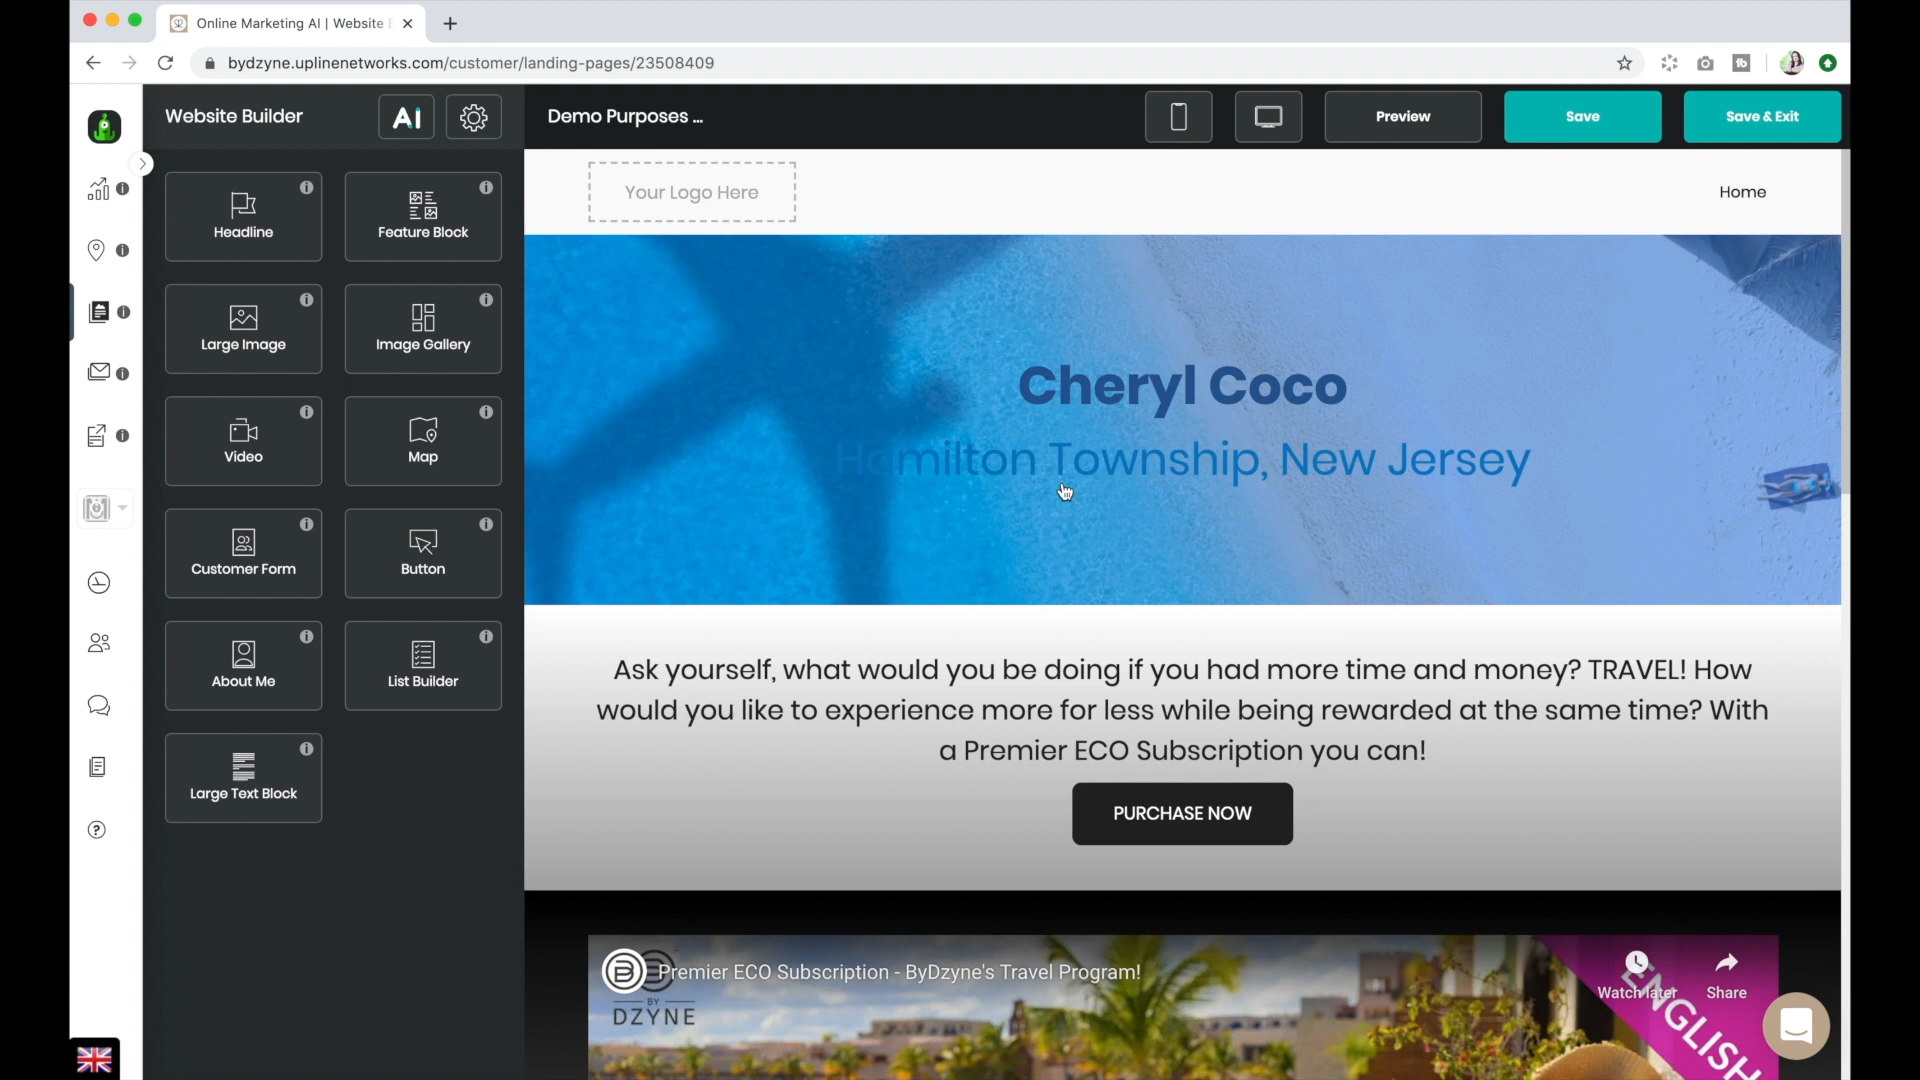 Online Marketing AI | Website
bydzyne.uplinenetworks.com/customer/landing-pages/23508409
Website Builder
AI
Demo Purposes ...
Preview
Save
Save & Exit
Headline
Feature Block
Large Image
Image Gallery
Video
Map
Customer Form
Button
About Me
List Builder
Large Text Block
Your Logo Here
Home
Cheryl Coco
Hamilton Township, New Jersey
Ask yourself, what would you be doing if you had more time and money? TRAVEL! How
would you like to experience more for less while being rewarded at the same time? With
a Premier ECO Subscription you can!
PURCHASE NOW
Premier ECO Subscription - ByDzyne's Travel Program!
BY
DZYNE
Watch later
Share
ENGLISH